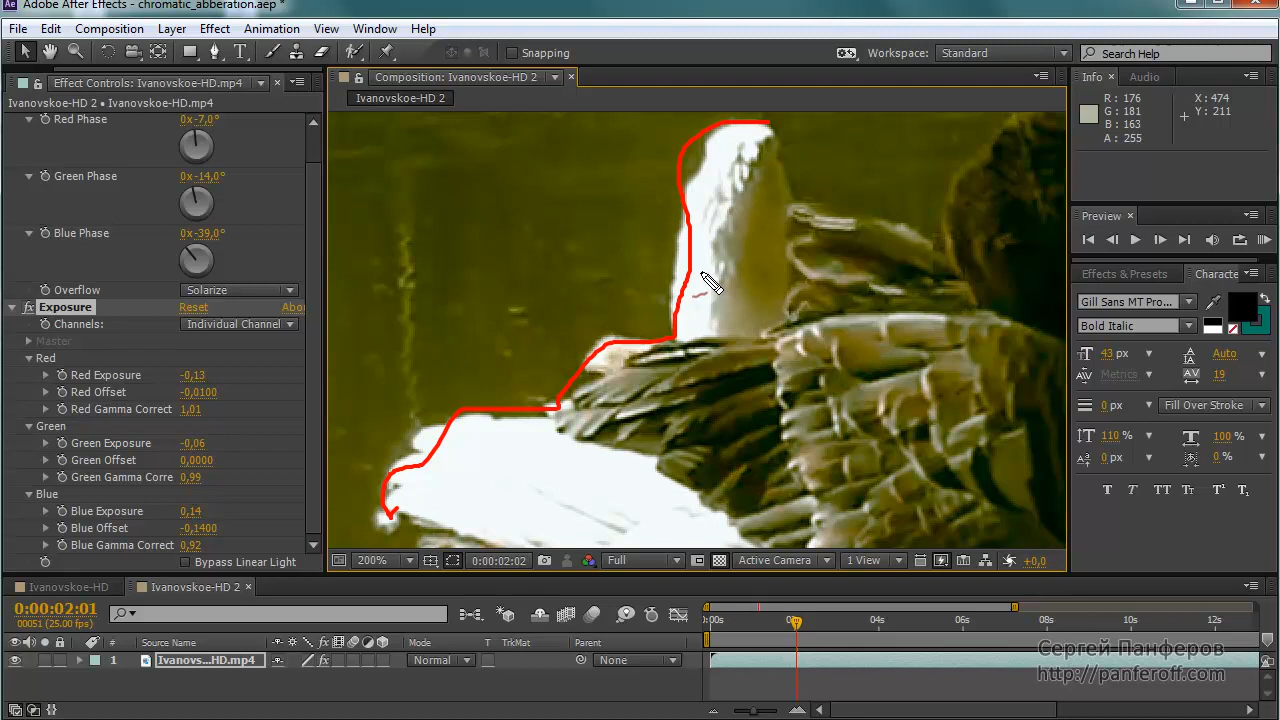 Adobe After Effects - chromatic_abberation.aep *
File Edit Composition Layer Effect Animation View Window Help
Snapping
Workspace: Standard
Search Help
Effect Controls: Ivanovskoe-HD.mp4
Composition: Ivanovskoe-HD 2
Info Audio
Ivanovskoe-HD 2 • Ivanovskoe-HD.mp4
Ivanovskoe-HD 2
R : 176
G : 181
B : 163
A : 255
X : 474
Y : 211
Red Phase 0x-7,0°
Green Phase 0x-14,0°
Blue Phase 0x-39,0°
Overflow Solarize
fx Exposure Reset Abo
Channels: Individual Channel
Master
Red
Red Exposure -0,13
Red Offset -0,0100
Red Gamma Correct 1,01
Green
Green Exposure -0,06
Green Offset 0,0000
Green Gamma Corre 0,99
Blue
Blue Exposure 0,14
Blue Offset -0,1400
Blue Gamma Correct 0,92
Bypass Linear Light
Preview
Effects & Presets Characte
Gill Sans MT Pro...
Bold Italic
43 px Auto
Metrics 19
0 px Fill Over Stroke
110 % 100 %
0 px 0 %
T T TT Tt T¹ T₁
200% 0:00:02:02 Full Active Camera 1 View +0,0
Ivanovskoe-HD Ivanovskoe-HD 2
0:00:02:01
00051 (25.00 fps)
# Source Name Mode T TrkMat Parent
1 Ivanovs...HD.mp4 Normal None
0:00s 04s 06s 08s 10s 12s
Сергей Панферов
http://panferoff.com